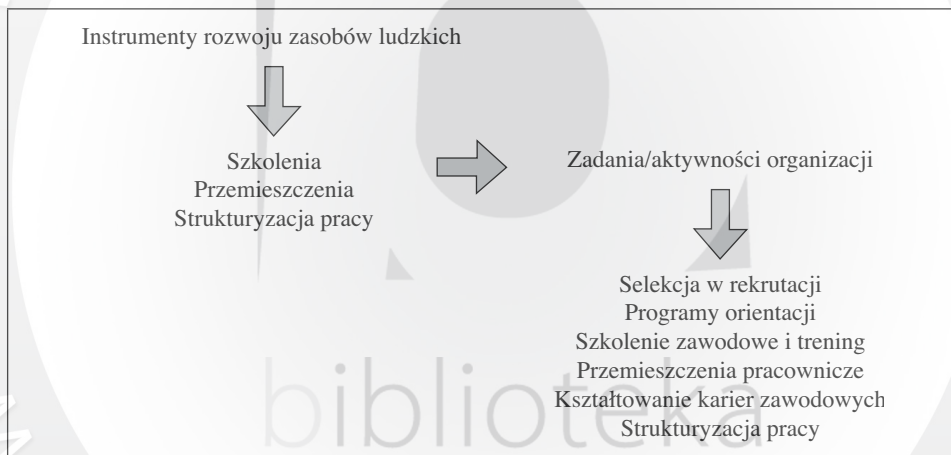 Instrumenty rozwoju zasobów ludzkich
Szkolenia
Przemieszczenia
Strukturyzacja pracy
Zadania/aktywności organizacji
Selekcja w rekrutacji
Programy orientacji
Szkolenie zawodowe i trening
Przemieszczenia pracownicze
Kształtowanie karier zawodowych
Strukturyzacja pracy
biblioteka